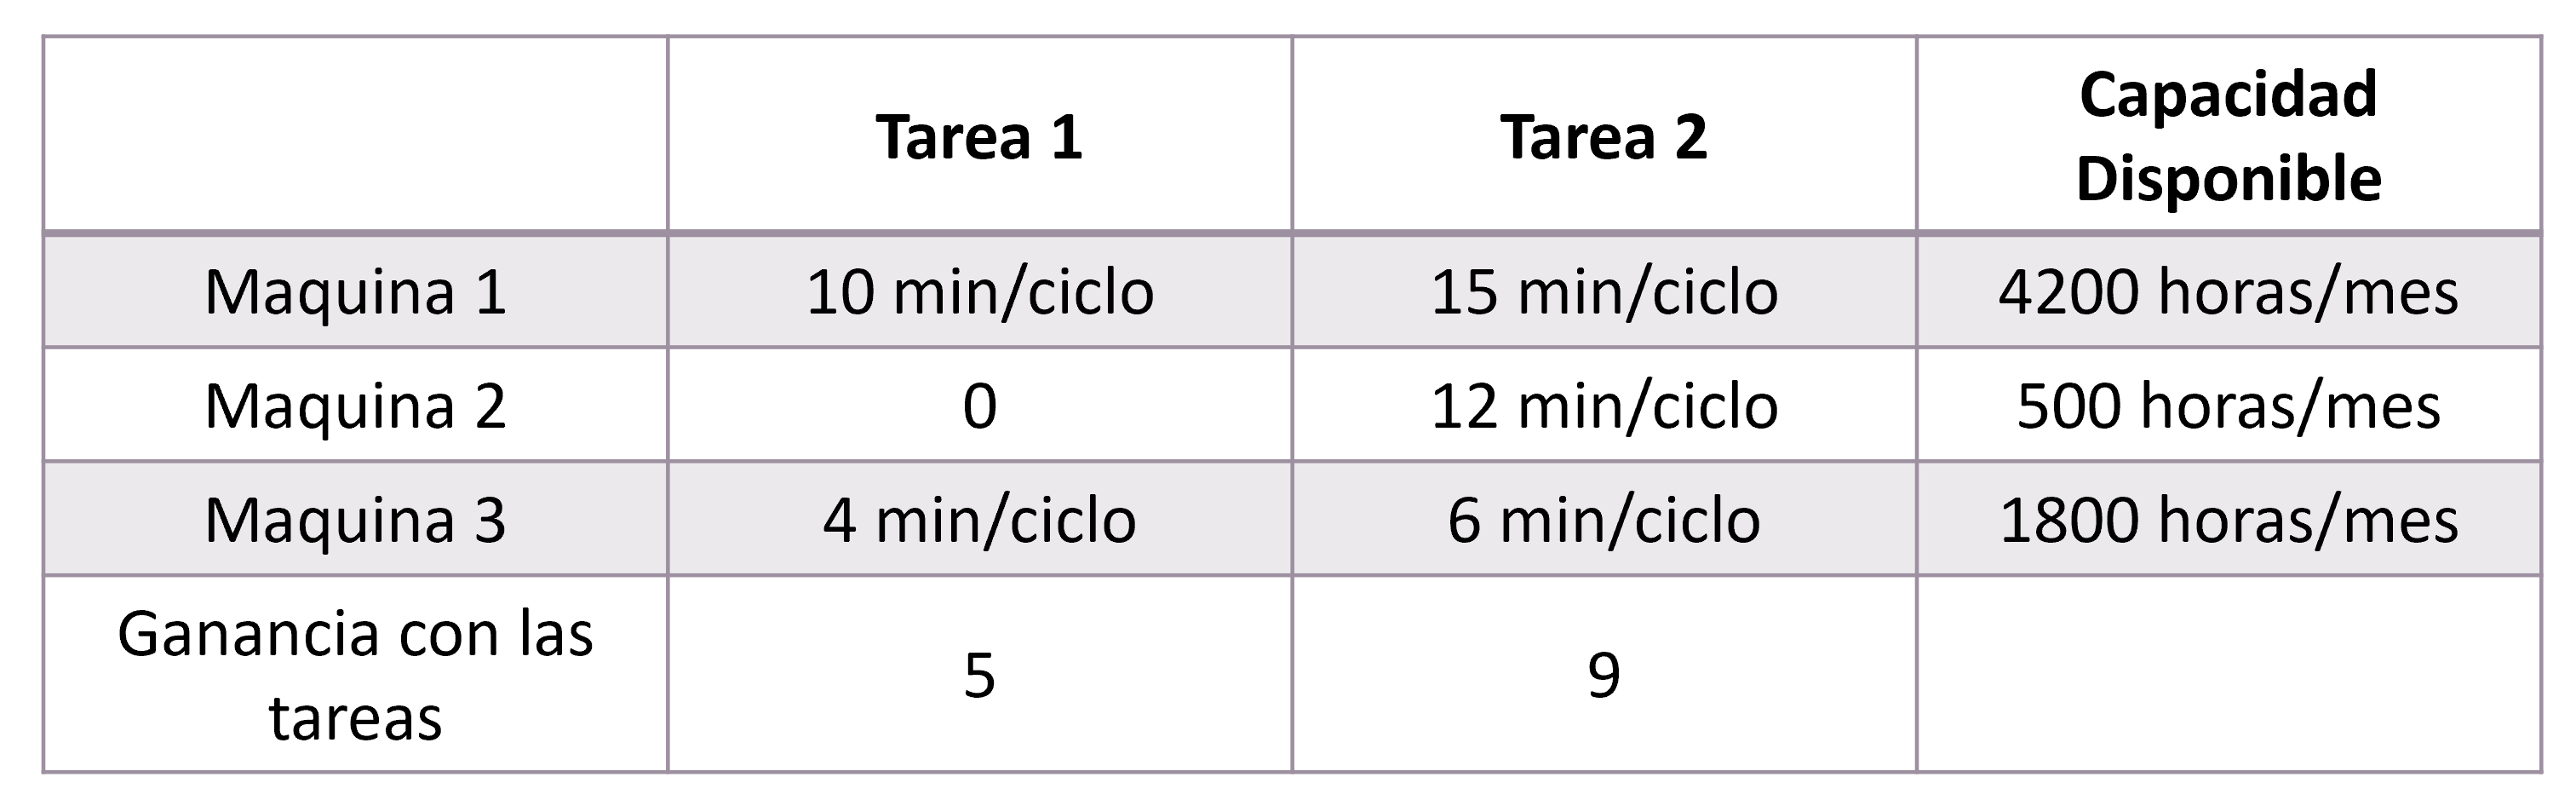 Tarea 1 Tarea 2 Capacidad
Disponible
Maquina 1 10 min/ciclo 15 min/ciclo 4200 horas/mes
Maquina 2 0 12 min/ciclo 500 horas/mes
Maquina 3 4 min/ciclo 6 min/ciclo 1800 horas/mes
Ganancia con las
tareas 5 9